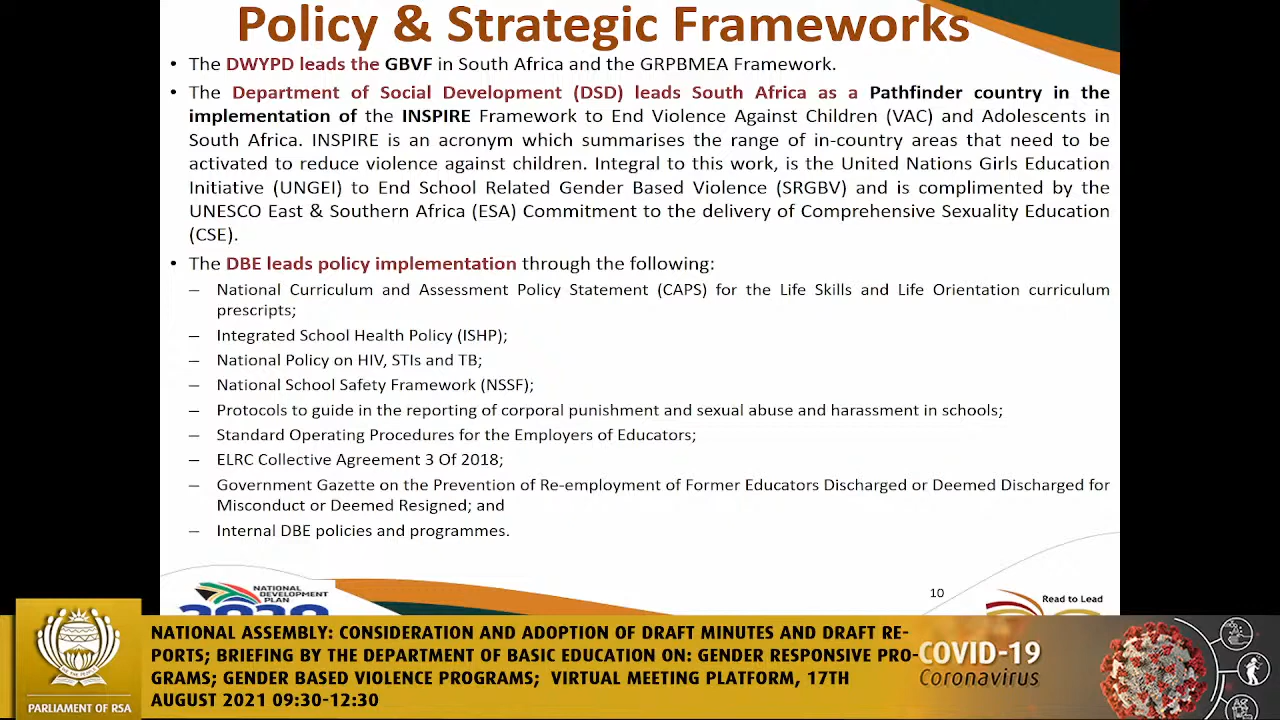 Policy & Strategic Frameworks
• The DWYPD leads the GBVF in South Africa and the GRPBMEA Framework.
• The Department of Social Development (DSD) leads South Africa as a Pathfinder country in the
implementation of the INSPIRE Framework to End Violence Against Children (VAC) and Adolescents in
South Africa. INSPIRE is an acronym which summarises the range of in-country areas that need to be
activated to reduce violence against children. Integral to this work, is the United Nations Girls Education
Initiative (UNGEI) to End School Related Gender Based Violence (SRGBV) and is complimented by the
UNESCO East & Southern Africa (ESA) Commitment to the delivery of Comprehensive Sexuality Education
(CSE).
• The DBE leads policy implementation through the following:
– National Curriculum and Assessment Policy Statement (CAPS) for the Life Skills and Life Orientation curriculum
prescripts;
– Integrated School Health Policy (ISHP);
– National Policy on HIV, STIs and TB;
– National School Safety Framework (NSSF);
– Protocols to guide in the reporting of corporal punishment and sexual abuse and harassment in schools;
– Standard Operating Procedures for the Employers of Educators;
– ELRC Collective Agreement 3 Of 2018;
– Government Gazette on the Prevention of Re-employment of Former Educators Discharged or Deemed Discharged for
Misconduct or Deemed Resigned; and
– Internal DBE policies and programmes.
NATIONAL
DEVELOPMENT
PLAN
10
Read to Lead
NATIONAL ASSEMBLY: CONSIDERATION AND ADOPTION OF DRAFT MINUTES AND DRAFT RE-
PORTS; BRIEFING BY THE DEPARTMENT OF BASIC EDUCATION ON: GENDER RESPONSIVE PRO-
GRAMS; GENDER BASED VIOLENCE PROGRAMS; VIRTUAL MEETING PLATFORM, 17TH
AUGUST 2021 09:30-12:30
PARLIAMENT OF RSA
COVID-19
Coronavirus